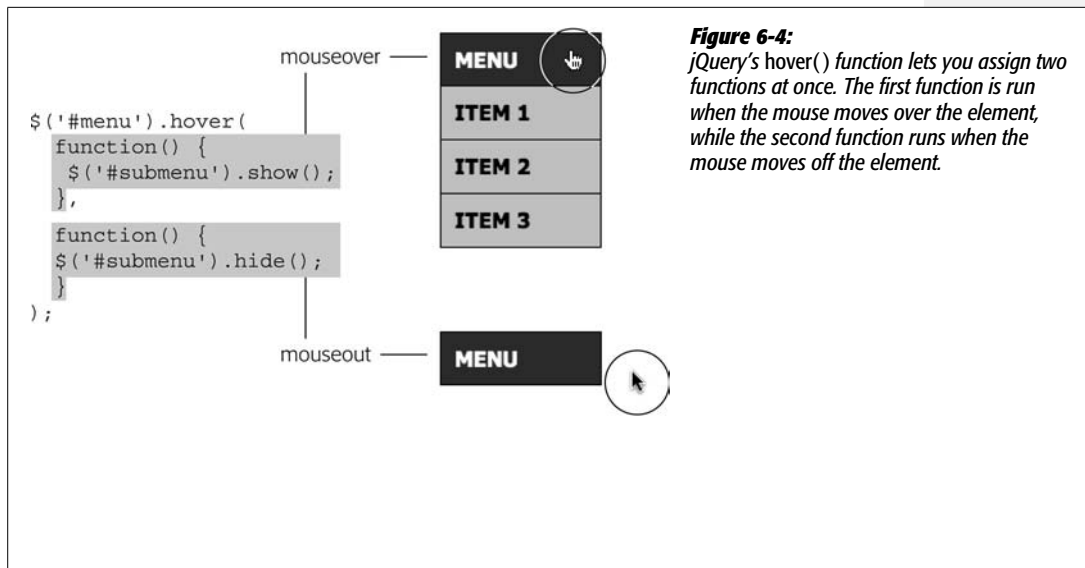 mouseover
$('#menu').hover(
function() {
$('#submenu').show();
},
function() {
$('#submenu').hide();
}
);
mouseout
MENU
ITEM 1
ITEM 2
ITEM 3
MENU
Figure 6-4:
jQuery's hover() function lets you assign two
functions at once. The first function is run
when the mouse moves over the element,
while the second function runs when the
mouse moves off the element.